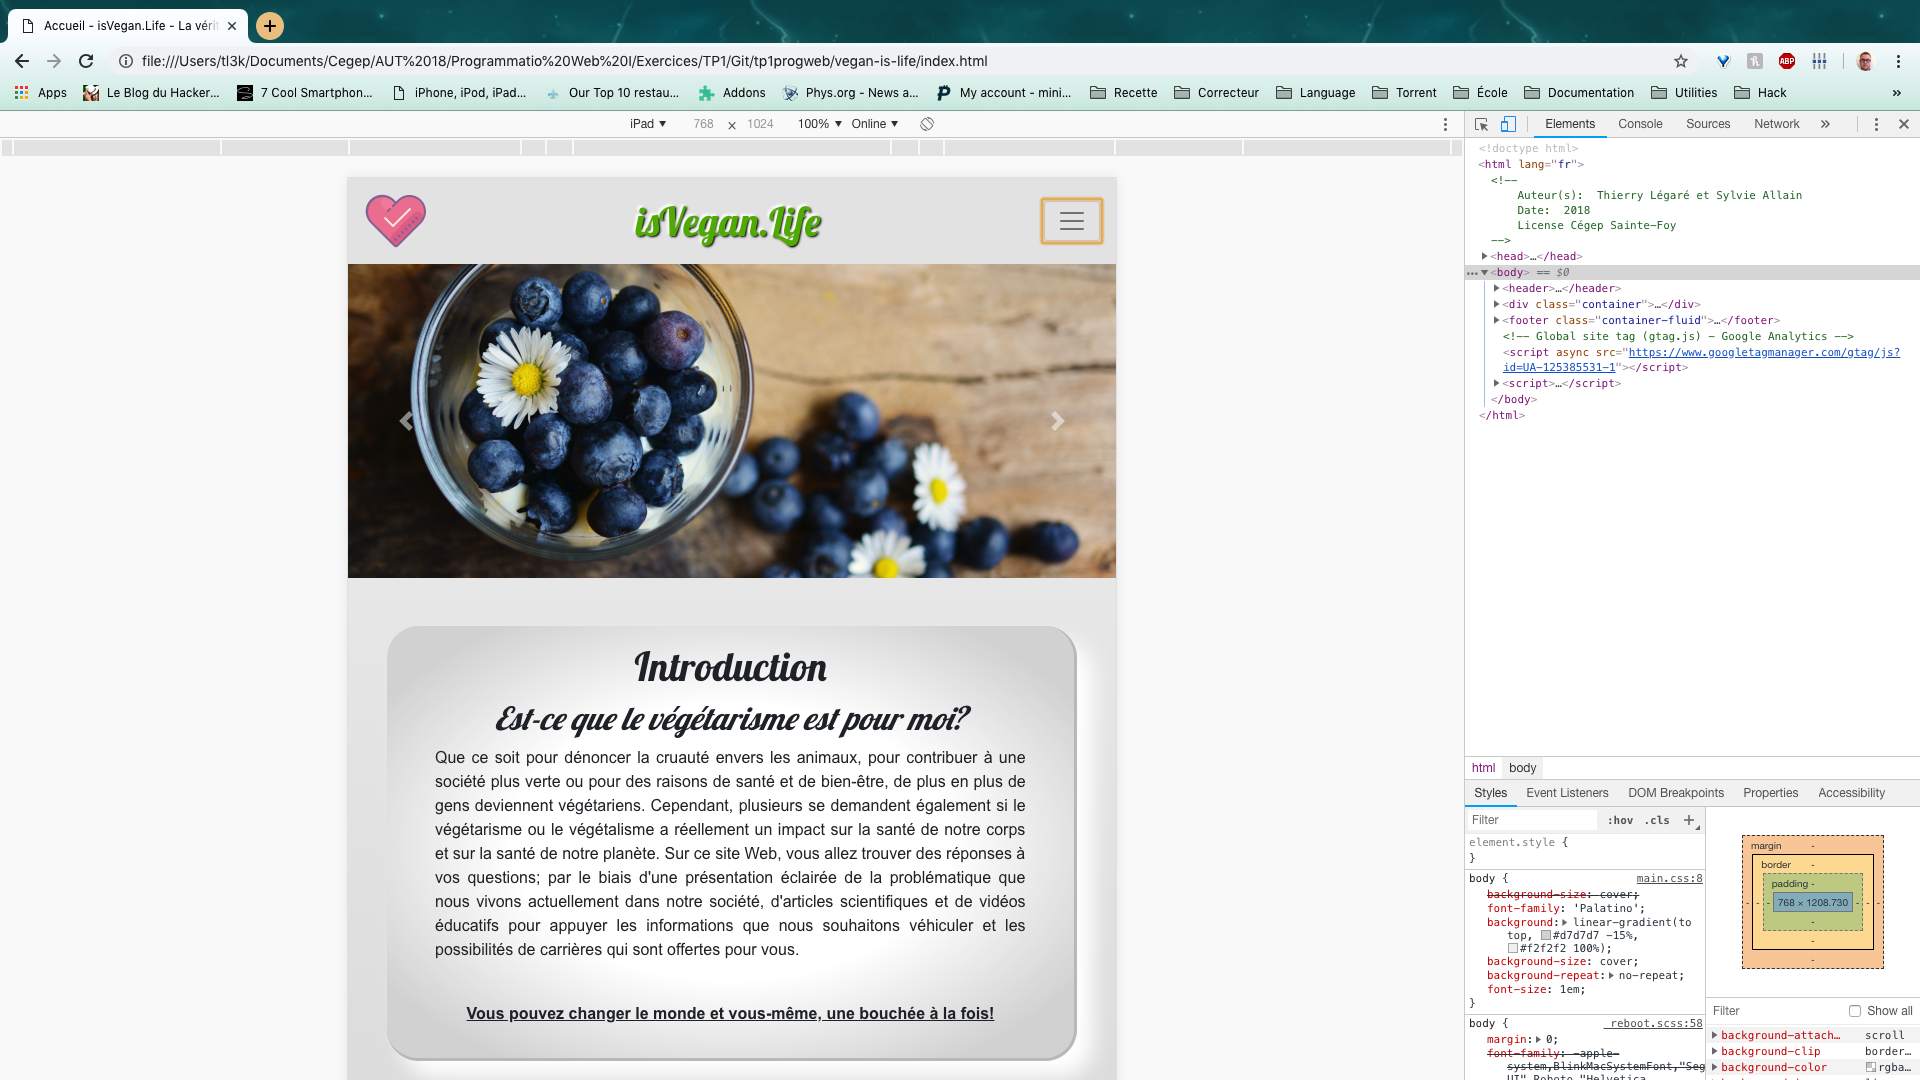 Accueil - isVegan.Life - La vérit
file:///Users/tl3k/Documents/Cegep/AUT%2018/Programmatio%20Web%20I/Exercices/TP1/Git/tp1progweb/vegan-is-life/index.html
ABP
Apps Le Blog du Hacker... 7 Cool Smartphon... iPhone, iPod, iPad... Our Top 10 restau... Addons Phys.org - News a... My account - mini... Recette Correcteur Language Torrent École Documentation Utilities Hack »
iPad ▼ 768 × 1024 100% ▼ Online ▼
Elements Console Sources Network »
<!doctype html>
<html lang="fr">
<!--
Auteur(s): Thierry Légaré et Sylvie Allain
Date: 2018
License Cégep Sainte-Foy
-->
<head>…</head>
<body> == $0
<header>…</header>
<div class="container">…</div>
<footer class="container-fluid">…</footer>
<!-- Global site tag (gtag.js) - Google Analytics -->
<script async src="https://www.googletagmanager.com/gtag/js?
id=UA-125385531-1"></script>
<script>…</script>
</body>
</html>
isVegan.Life
Introduction
Est-ce que le végétarisme est pour moi?
Que ce soit pour dénoncer la cruauté envers les animaux, pour contribuer à une
société plus verte ou pour des raisons de santé et de bien-être, de plus en plus de
gens deviennent végétariens. Cependant, plusieurs se demandent également si le
végétarisme ou le végétalisme a réellement un impact sur la santé de notre corps
et sur la santé de notre planète. Sur ce site Web, vous allez trouver des réponses à
vos questions; par le biais d'une présentation éclairée de la problématique que
nous vivons actuellement dans notre société, d'articles scientifiques et de vidéos
éducatifs pour appuyer les informations que nous souhaitons véhiculer et les
possibilités de carrières qui sont offertes pour vous.
Vous pouvez changer le monde et vous-même, une bouchée à la fois!
html body
Styles Event Listeners DOM Breakpoints Properties Accessibility
Filter :hov .cls +
element.style {
}
body { main.css:8
background-size: cover;
font-family: 'Palatino';
background: linear-gradient(to
top, #d7d7d7 -15%,
#f2f2f2 100%);
background-size: cover;
background-repeat: no-repeat;
font-size: 1em;
}
body { _reboot.scss:58
margin: 0;
font-family: -apple-
system,BlinkMacSystemFont,"Seg
UI",Roboto,"Helvetica
margin -
border -
padding -
768 × 1208.730
Filter Show all
background-attach… scroll
background-clip border…
background-color rgba…